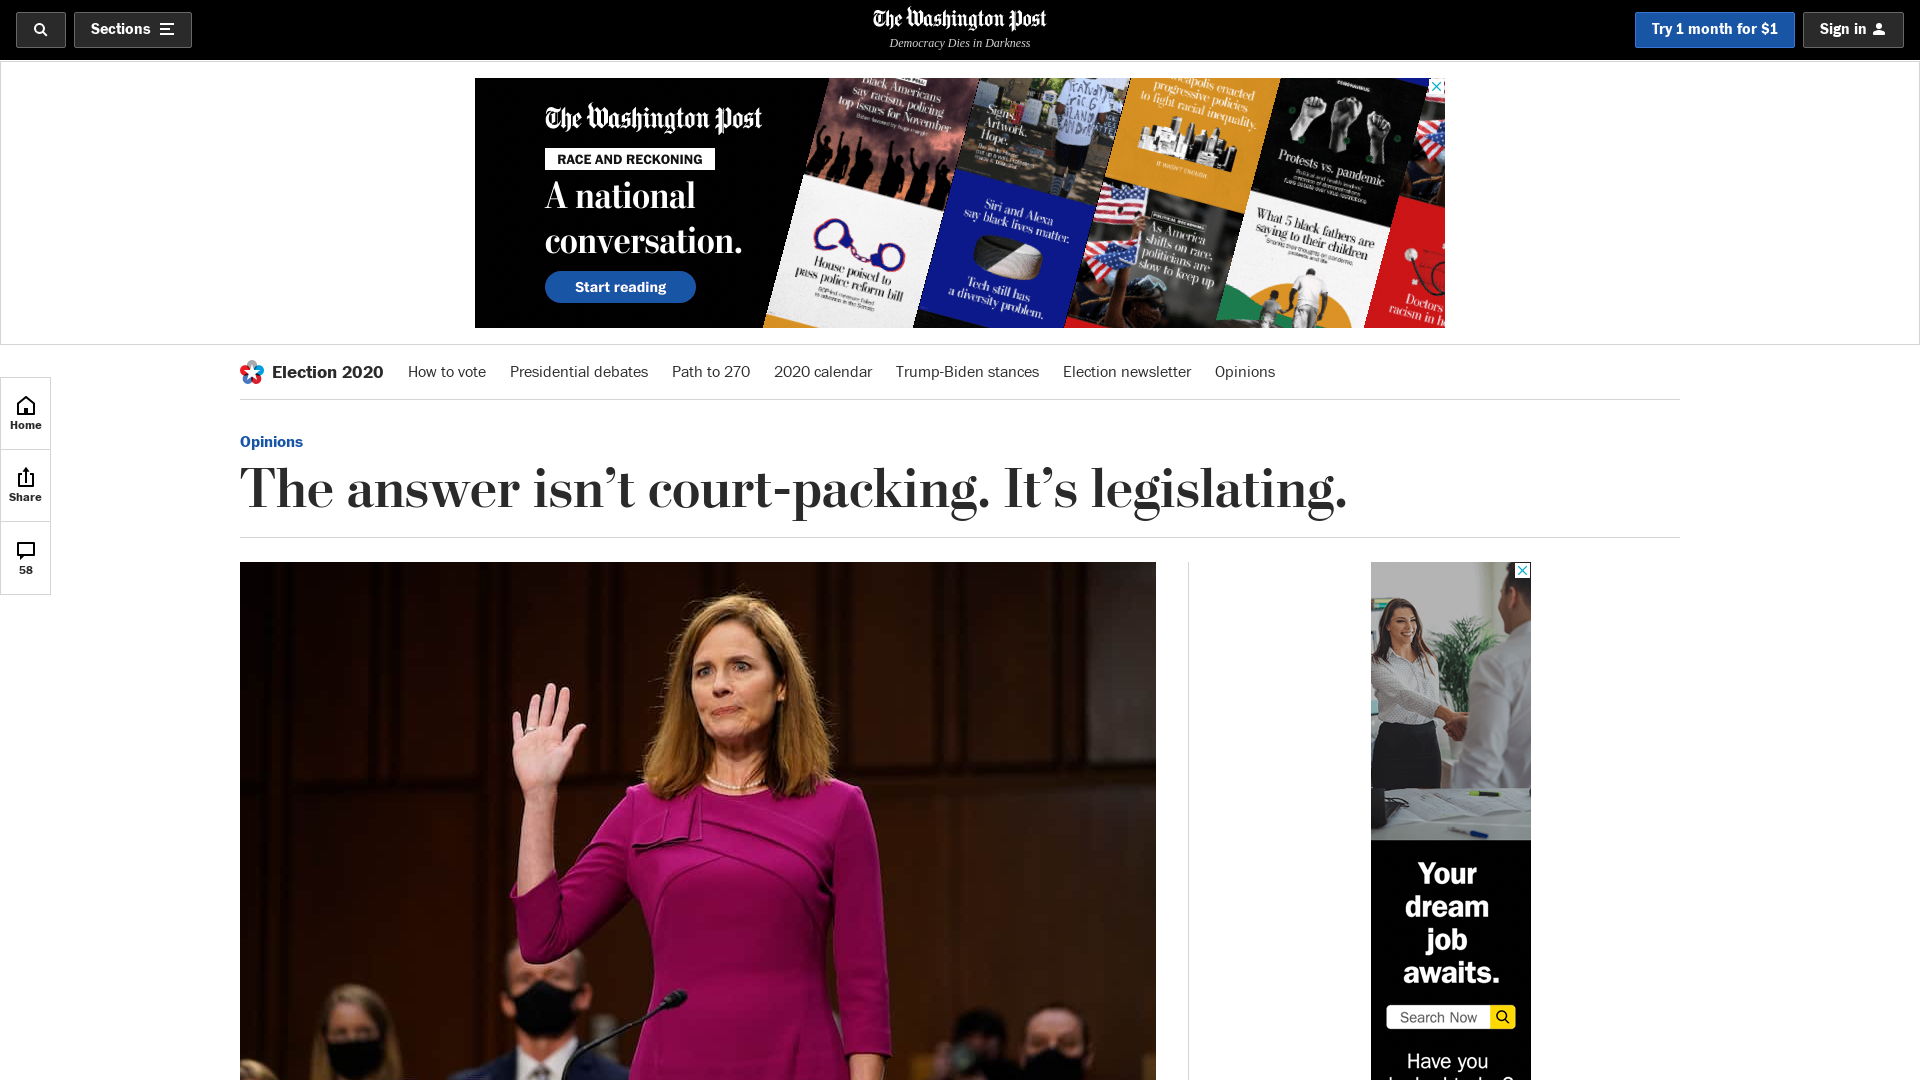 Sections
The Washington Post
Democracy Dies in Darkness
Try 1 month for $1
Sign in
The Washington Post
RACE AND RECKONING
A national
conversation.
Start reading
Black Americans
say racism, policing
top issues for November
House poised to
pass police reform bill
Signs.
Artwork.
Hope.
Siri and Alexa
say black lives matter.
Tech still has
a diversity problem.
enacted
progressive policies
to fight racial inequality.
IT WASN'T ENOUGH.
As America
shifts on race,
politicians are
slow to keep up
CORONAVIRUS
Protests vs. pandemic
What 5 black fathers are
saying to their children
Doctors
racism in
Election 2020
How to vote
Presidential debates
Path to 270
2020 calendar
Trump-Biden stances
Election newsletter
Opinions
Home
Share
58
Opinions
The answer isn’t court-packing. It’s legislating.
Your
dream
job
awaits.
Search Now
Have you